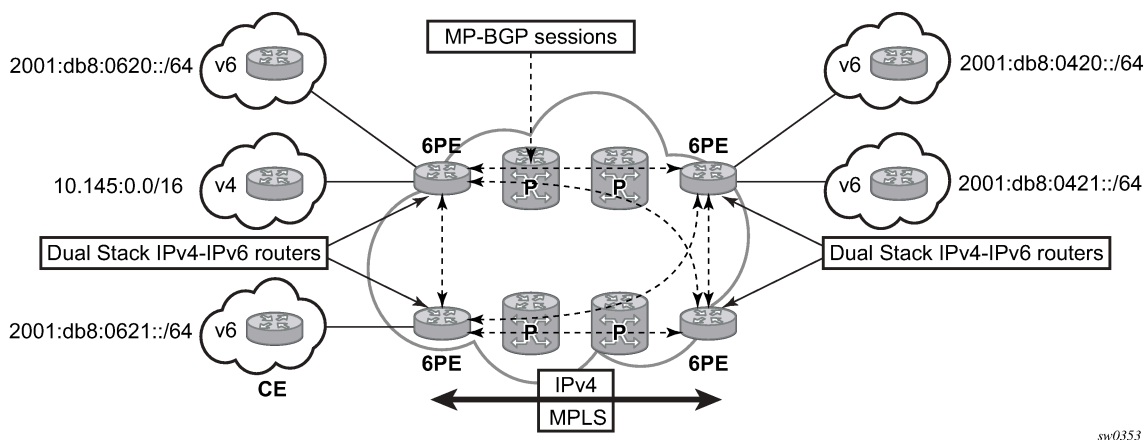 MP-BGP sessions
2001:db8:0620::/64
v6
v6
2001:db8:0420::/64
6PE
6PE
10.145:0.0/16
v4
P
P
v6
2001:db8:0421::/64
Dual Stack IPv4-IPv6 routers
Dual Stack IPv4-IPv6 routers
2001:db8:0621::/64
v6
P
P
CE
6PE
6PE
IPv4
MPLS
sw0353